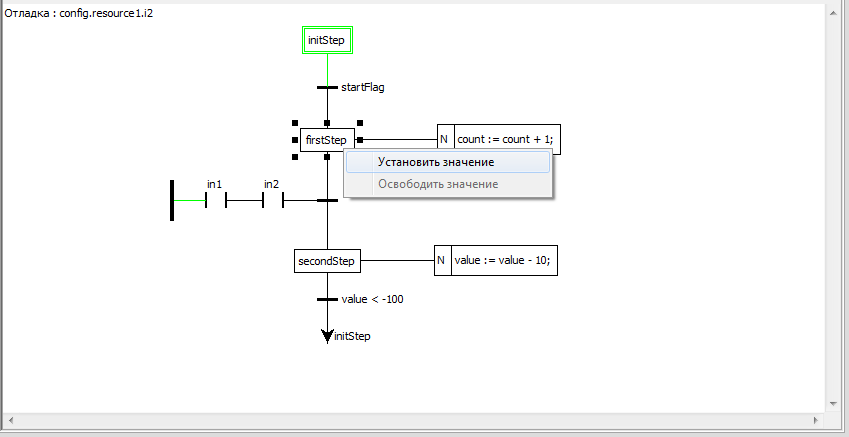 Отладка : config.resource1.i2
initStep
startFlag
firstStep
N count := count + 1;
Установить значение
Освободить значение
in1 in2
secondStep
N value := value - 10;
value < -100
initStep